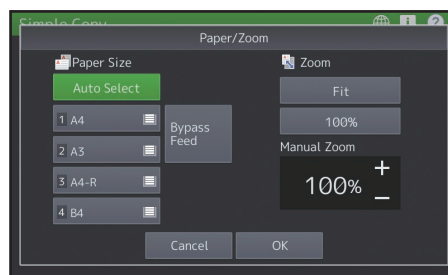 Simple Copy
Paper/Zoom
Paper Size
Auto Select
1 A4
2 A3
3 A4-R
4 B4
Bypass
Feed
Zoom
Fit
100%
Manual Zoom
100%
+
−
Cancel
OK